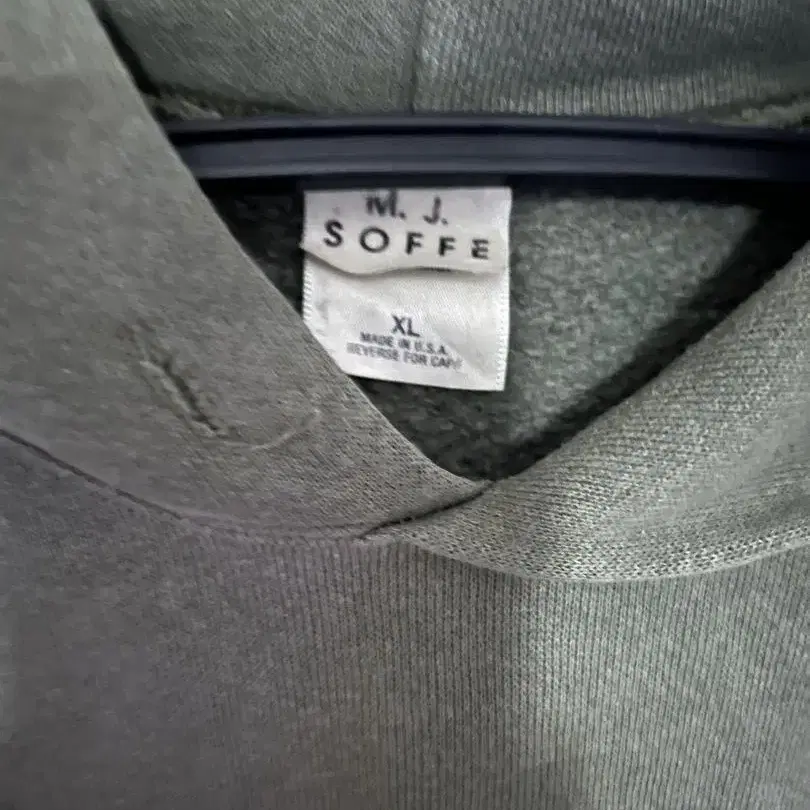 M. J.
SOFFE
XL
MADE IN U.S.A.
REVERSE FOR CARE